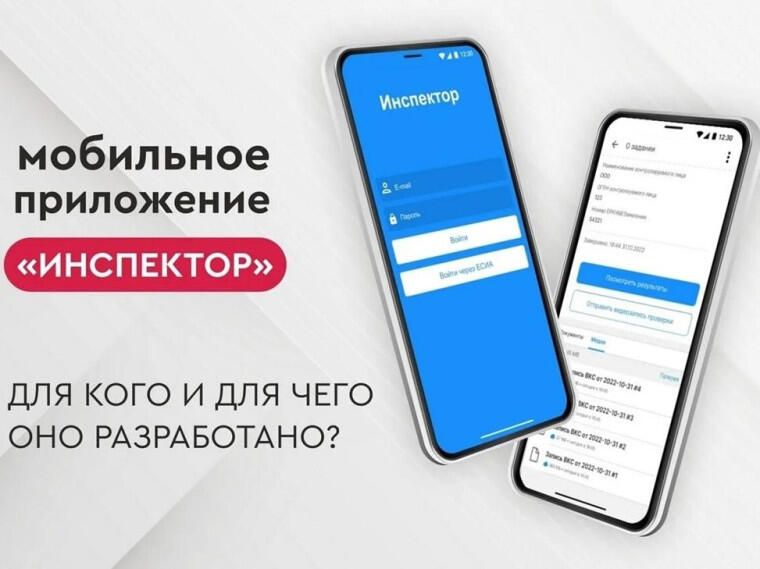 мобильное
приложение
«ИНСПЕКТОР»
ДЛЯ КОГО И ДЛЯ ЧЕГО
ОНО РАЗРАБОТАНО?
12:30
Инспектор
E-mail
Пароль
Войти
Войти через ЕСИА
12:30
О задании
Наименование контролируемого лица
ООО
ОГРН контролируемого лица
123
Номер
54321
Завершено: 18:44 31.10.2022
Посмотреть результаты
Отправить видеозапись проверки
Документы Медиа
Галерея
Запись ВКС от 2022-10-31 #4
Запись ВКС от 2022-10-31 #3
Запись ВКС от 2022-10-31 #2
Запись ВКС от 2022-10-31 #1